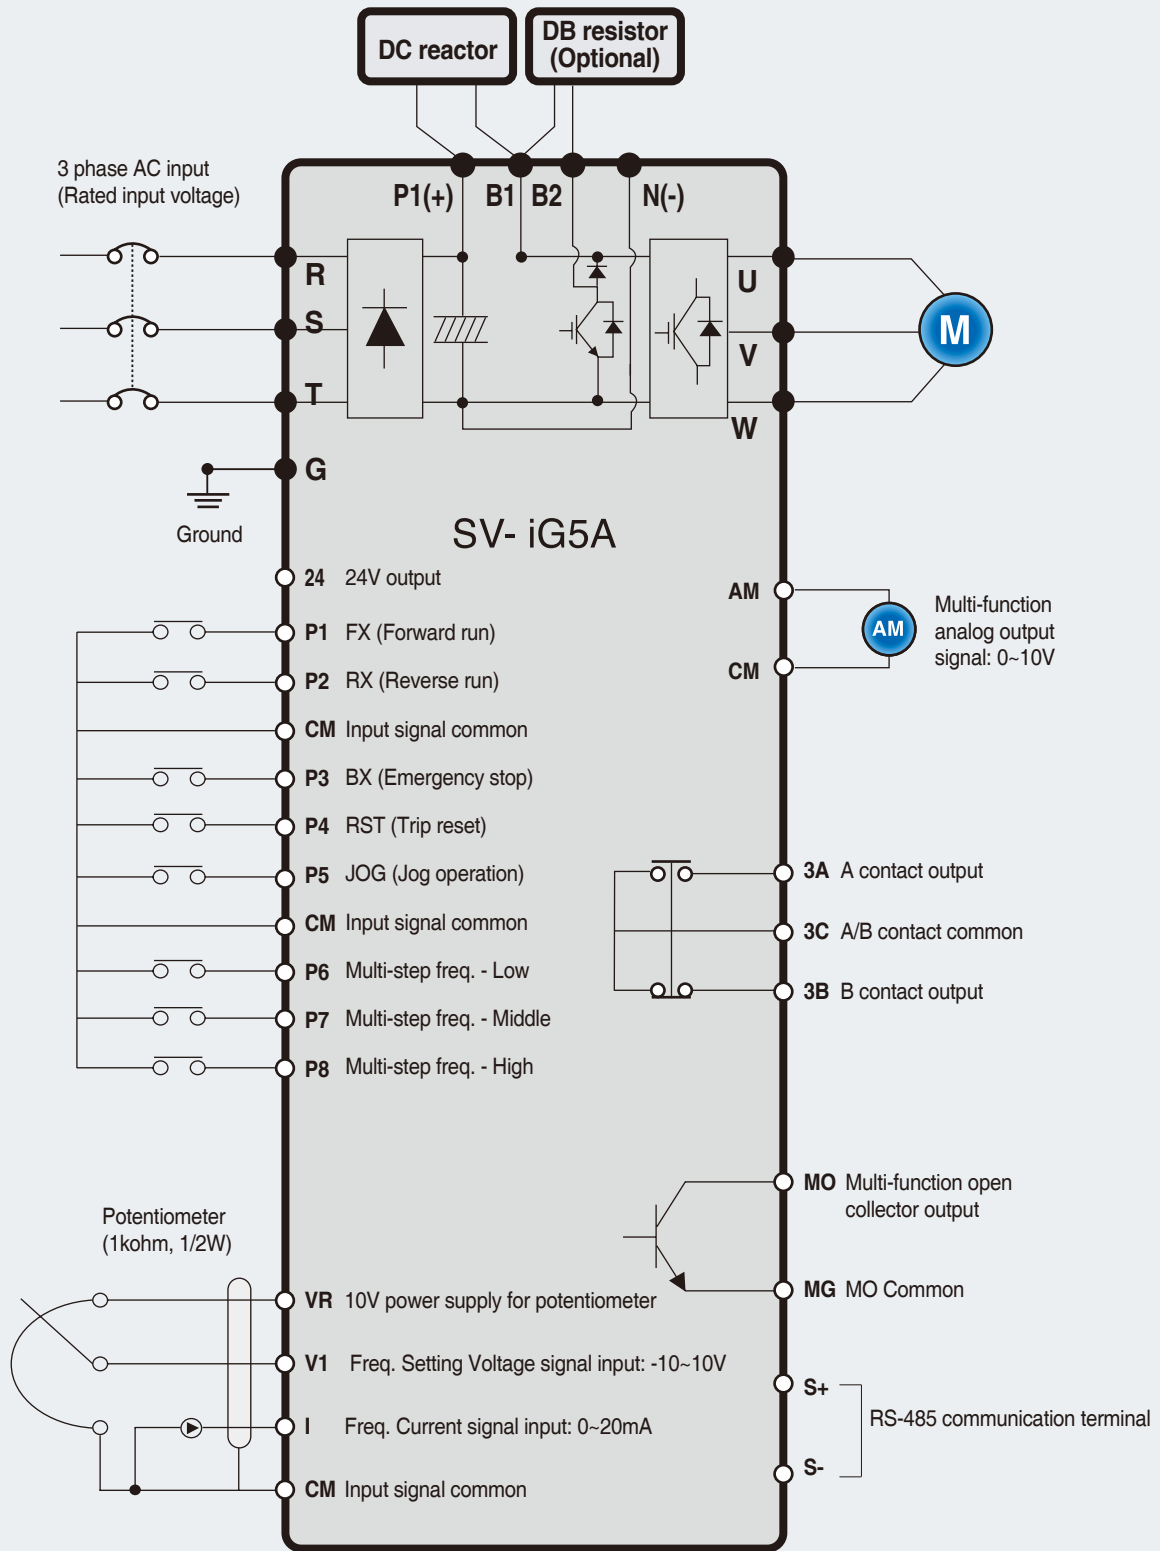 DC reactor
DB resistor
(Optional)
3 phase AC input
(Rated input voltage)
P1(+)
B1
B2
N(-)
R
S
T
U
V
W
M
G
Ground
SV- iG5A
24 24V output
P1 FX (Forward run)
P2 RX (Reverse run)
CM Input signal common
P3 BX (Emergency stop)
P4 RST (Trip reset)
P5 JOG (Jog operation)
CM Input signal common
P6 Multi-step freq. - Low
P7 Multi-step freq. - Middle
P8 Multi-step freq. - High
AM
CM
AM
Multi-function
analog output
signal: 0~10V
3A A contact output
3C A/B contact common
3B B contact output
MO Multi-function open
collector output
MG MO Common
Potentiometer
(1kohm, 1/2W)
VR 10V power supply for potentiometer
V1 Freq. Setting Voltage signal input: -10~10V
I Freq. Current signal input: 0~20mA
CM Input signal common
S+
S-
RS-485 communication terminal